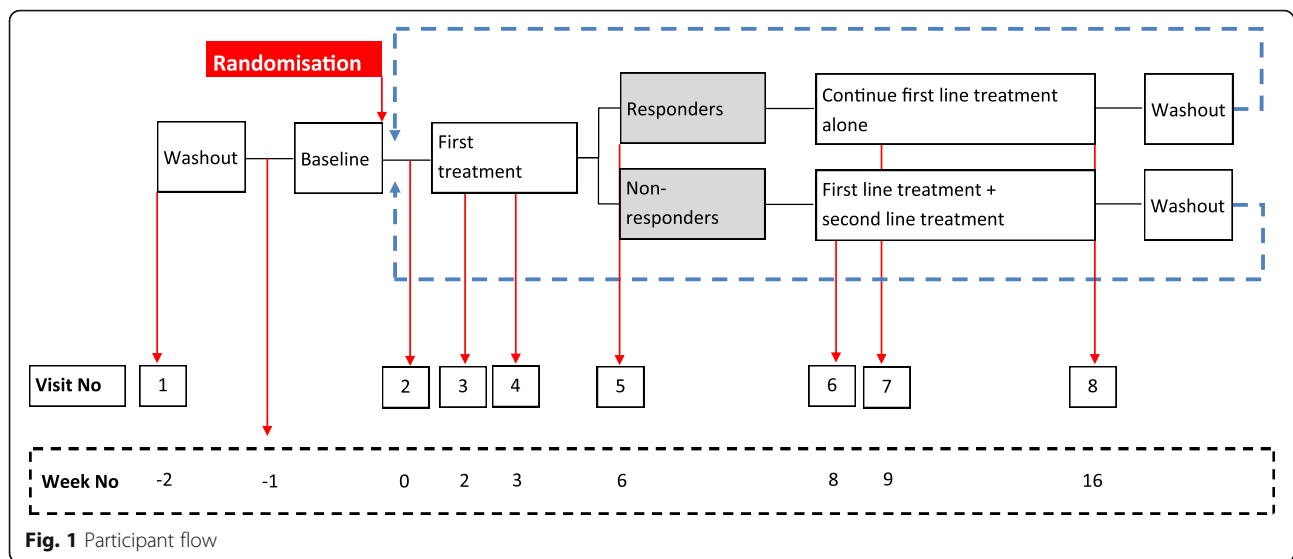 Randomisation
Washout
Baseline
First
treatment
Responders
Non-
responders
Continue first line treatment
alone
First line treatment +
second line treatment
Washout
Washout
Visit No 1 2 3 4 5 6 7 8
Week No -2 -1 0 2 3 6 8 9 16
Fig. 1 Participant flow